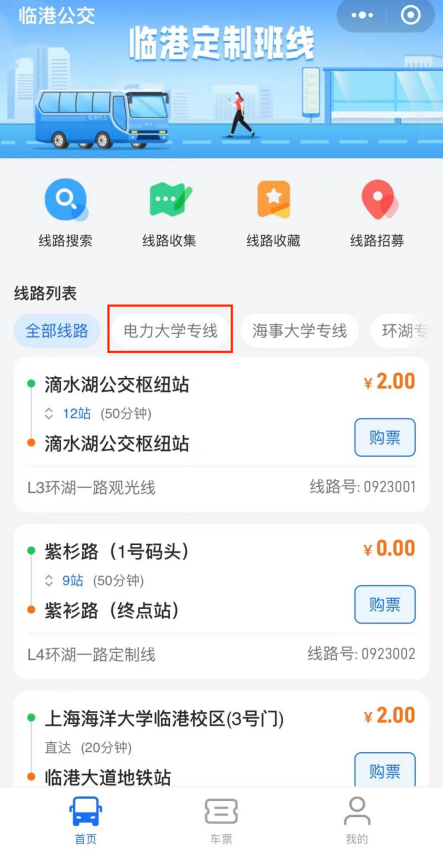 临港公交
临港定制班线
线路搜索
线路收集
线路收藏
线路招募
线路列表
全部线路
电力大学专线
海事大学专线
环湖专
滴水湖公交枢纽站
¥2.00
12站 (50分钟)
滴水湖公交枢纽站
购票
L3环湖一路观光线
线路号: 0923001
紫杉路（1号码头）
¥0.00
9站 (50分钟)
紫衫路（终点站）
购票
L4环湖一路定制线
线路号: 0923002
上海海洋大学临港校区(3号门)
¥2.00
直达 (20分钟)
临港大道地铁站
购票
首页
车票
我的